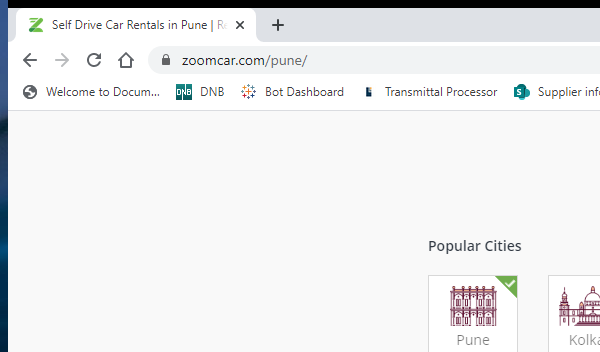 Self Drive Car Rentals in Pune | Re
zoomcar.com/pune/
Welcome to Docum... DNB DNB Bot Dashboard Transmittal Processor S Supplier inf
Popular Cities
Pune Kolka